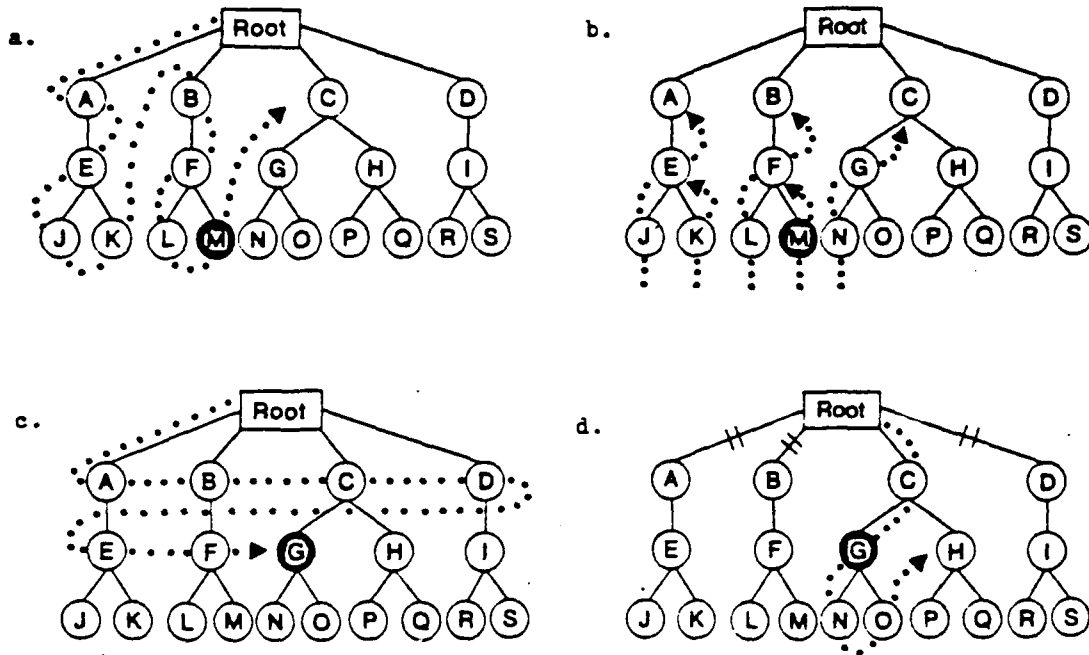 a.
Root
A B C D
E F G H I
J K L M N O P Q R S
b.
Root
A B C D
E F G H I
J K L M N O P Q R S
c.
Root
A B C D
E F G H I
J K L M N O P Q R S
d.
Root
A B C D
E F G H I
J K L M N O P Q R S